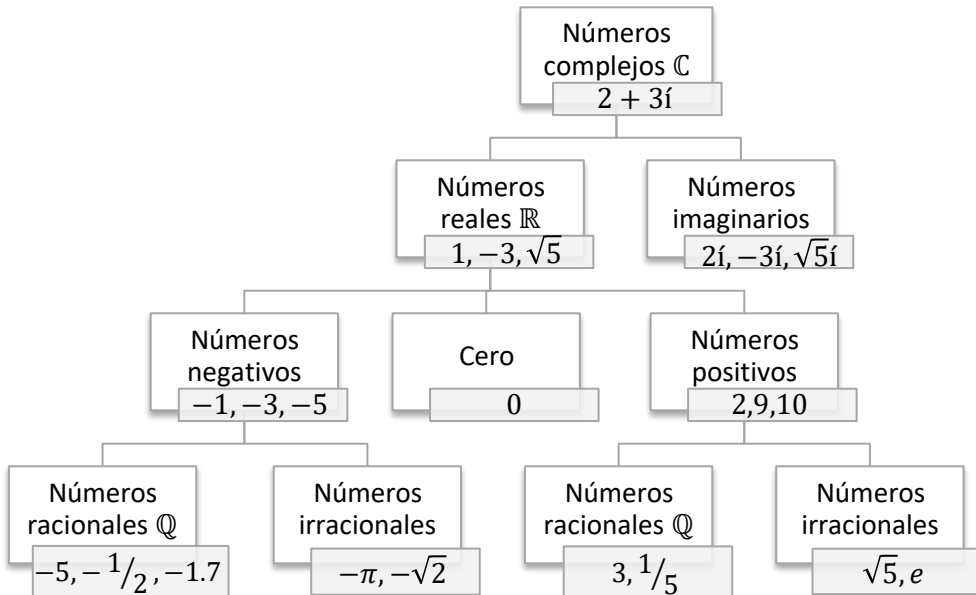 Números
complejos ℂ
2 + 3í
Números
reales ℝ
1, −3, √5
Números
imaginarios
2í, −3í, √5í
Números
negativos
−1, −3, −5
Cero
0
Números
positivos
2,9,10
Números
racionales ℚ
−5, − 1/2 , −1.7
Números
irracionales
−π, −√2
Números
racionales ℚ
3, 1/5
Números
irracionales
√5, e